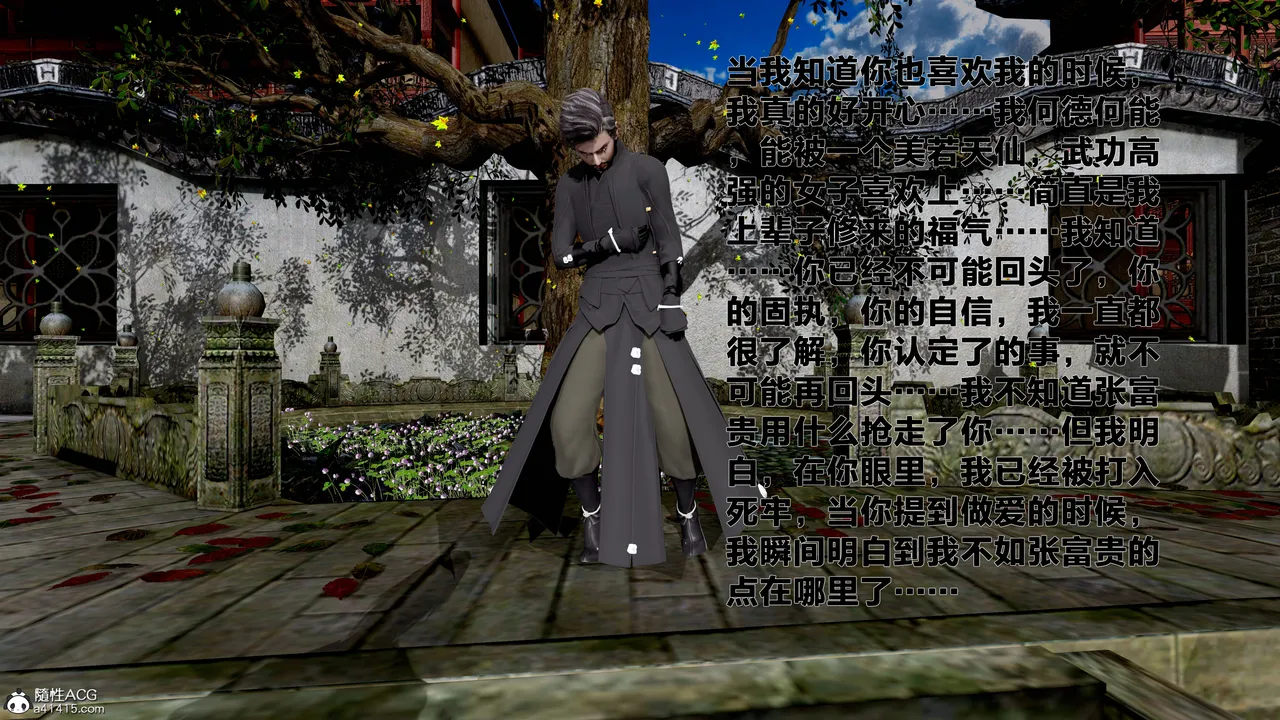 当我知道你也喜欢我的时候，
我真的好开心……我何德何能
，能被一个美若天仙，武功高
强的女子喜欢上……简直是我
上辈子修来的福气……我知道
……你已经不可能回头了，你
的固执，你的自信，我一直都
很了解，你认定了的事，就不
可能再回头……我不知道张富
贵用什么抢走了你……但我明
白，在你眼里，我已经被打入
死牢，当你提到做爱的时候，
我瞬间明白到我不如张富贵的
点在哪里了……
隨性ACG
a41415.com